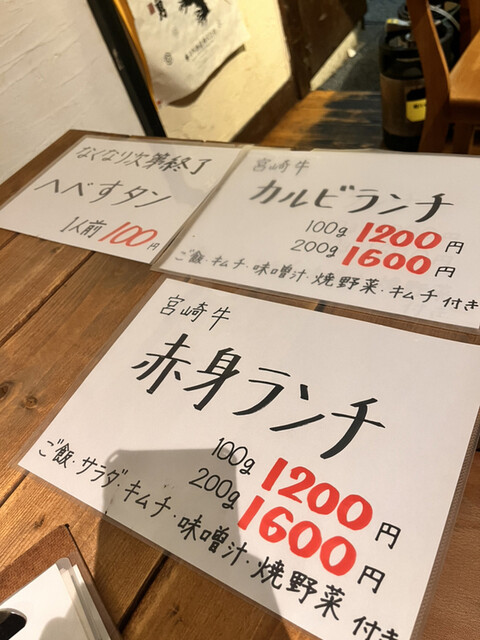 なくなり次第終了
へべすタン
1人前 100円
宮崎牛
カルビランチ
100g 1200円
200g 1600円
ご飯・キムチ・味噌汁・焼野菜・キムチ 付き
宮崎牛
赤身ランチ
100g 1200円
200g 1600円
ご飯・サラダ・キムチ・味噌汁・焼野菜 付き